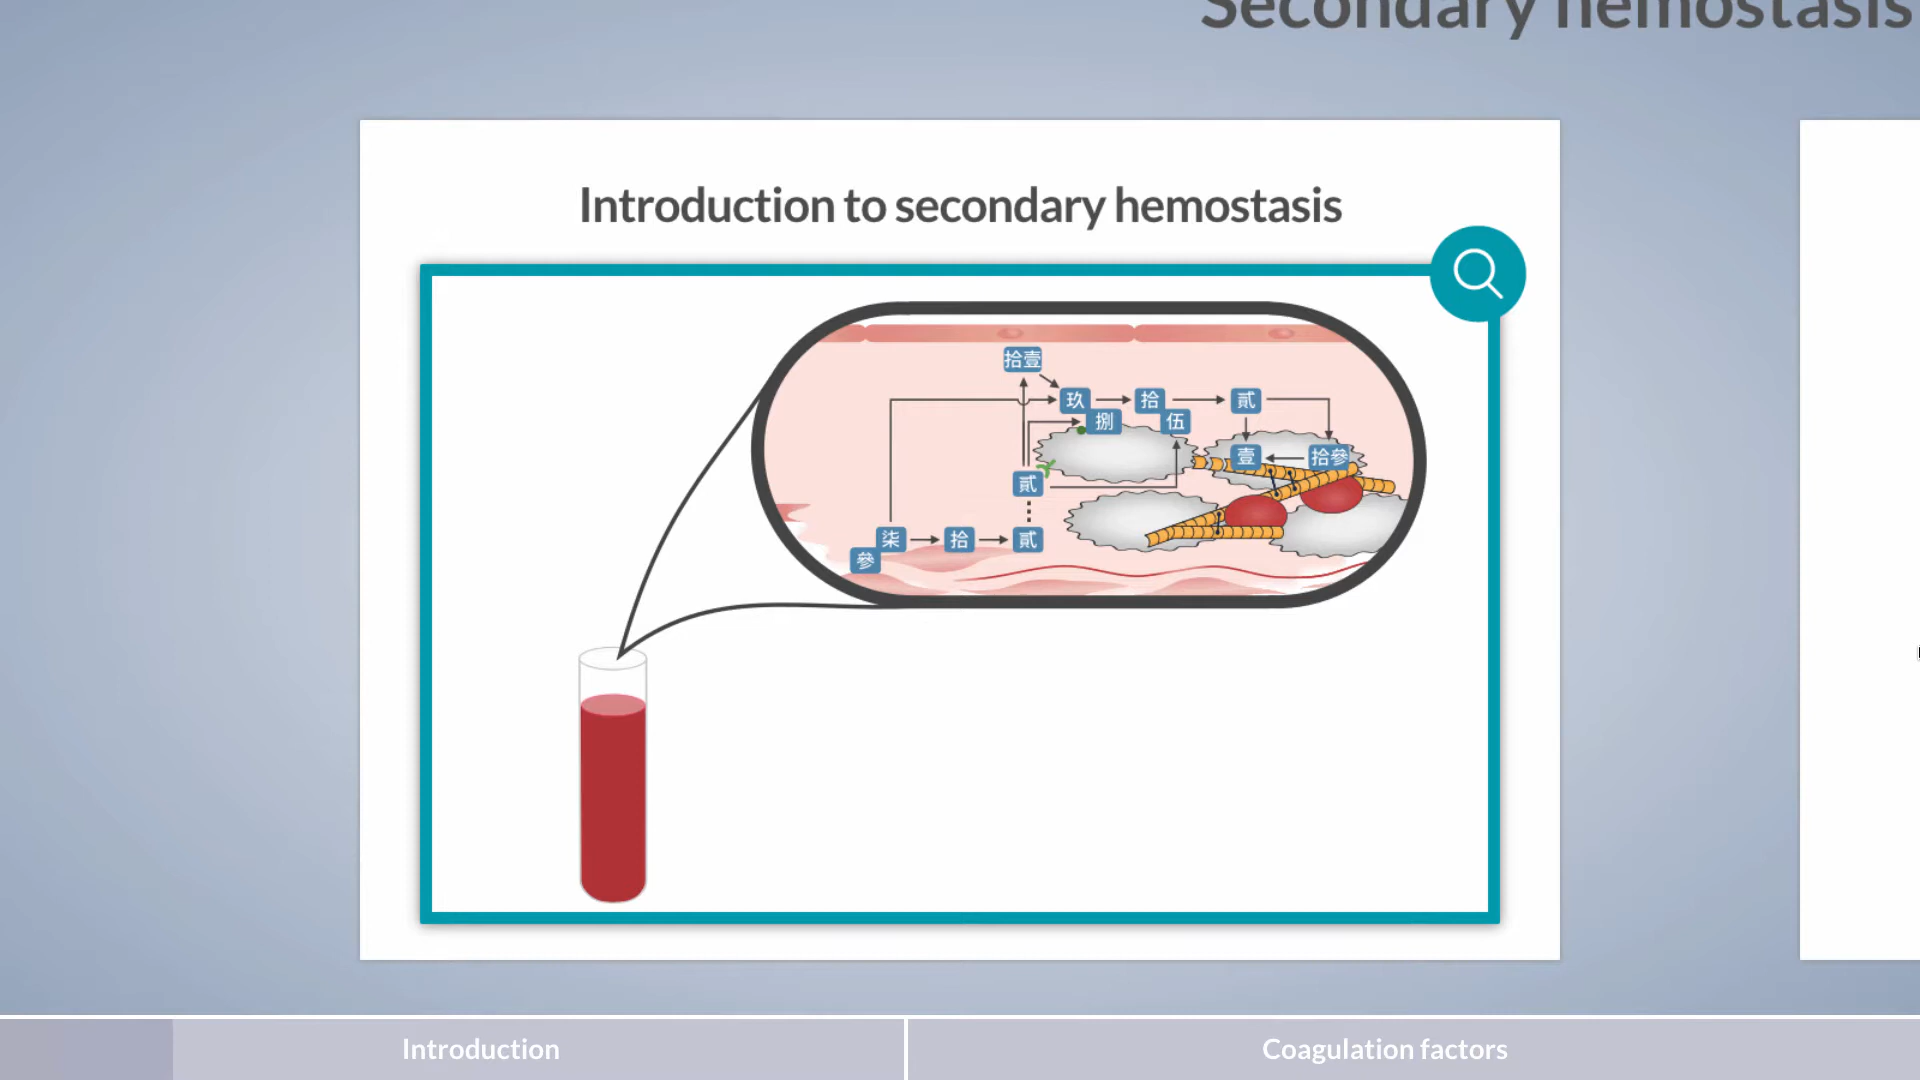 Secondary hemostasis
Introduction to secondary hemostasis
拾壹
玖 拾 貳
捌 伍
壹 拾參
貳
柒 拾 貳
參
Introduction
Coagulation factors